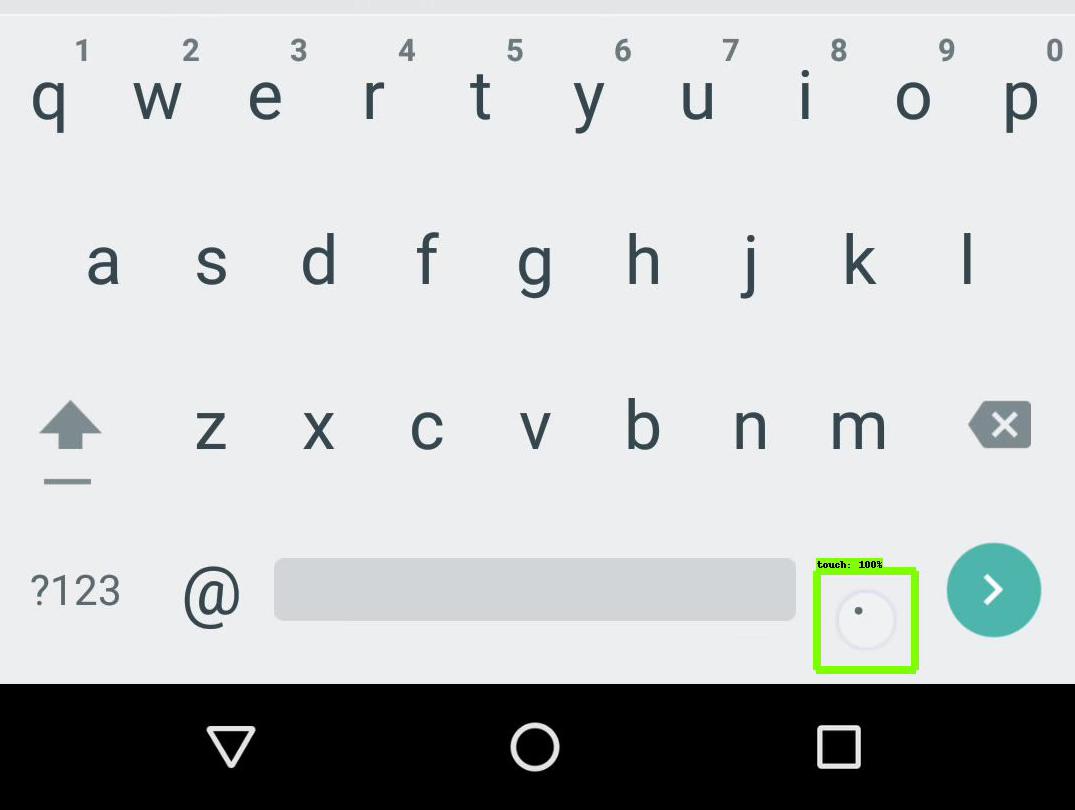 1 2 3 4 5 6 7 8 9 0
q w e r t y u i o p
a s d f g h j k l
z x c v b n m
touch: 100%
?123 @ .